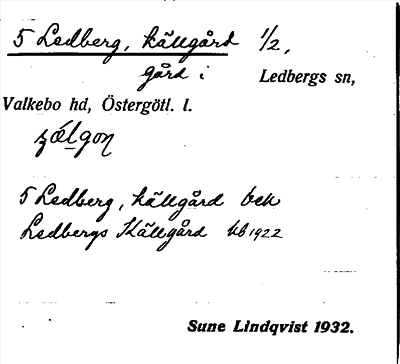 5 Ledberg, källgård 1/2,
gård i Ledbergs sn,
Valkebo hd, Östergötl. l.
5 Ledberg, källgård bek
Ledbergs Källgård kb 1922
Sune Lindqvist 1932.